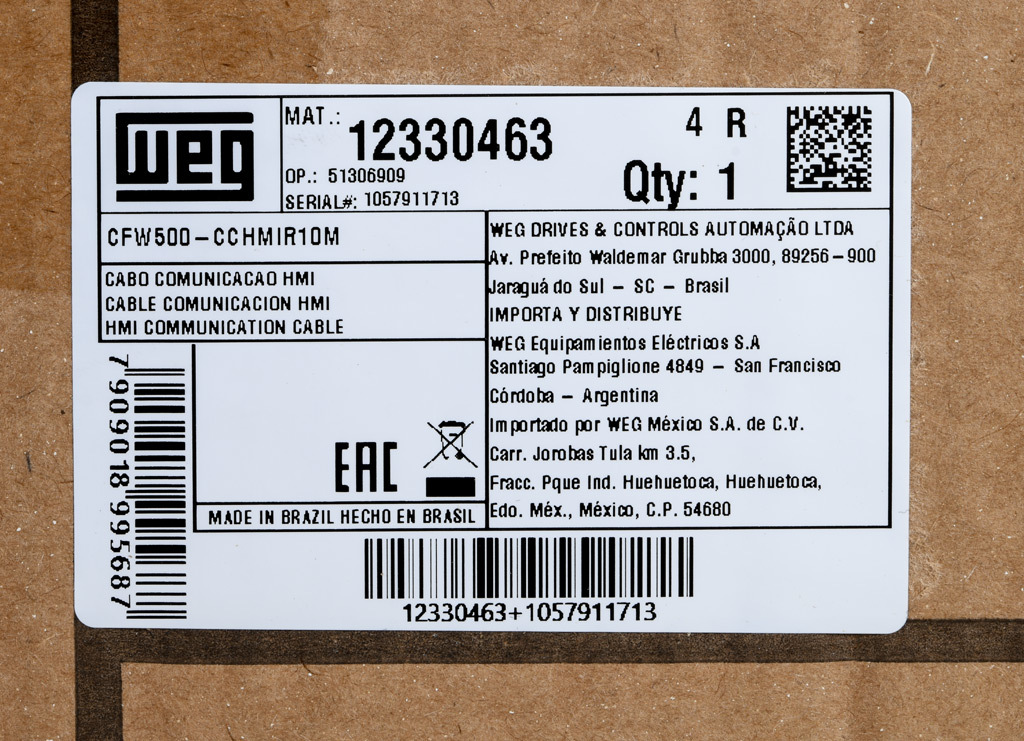 weg
MAT.: 12330463
4 R
OP.: 51306909
Qty: 1
SERIAL#: 1057911713
CFW500-CCHMIR10M
CABO COMUNICACAO HMI
CABLE COMUNICACION HMI
HMI COMMUNICATION CABLE
WEG DRIVES & CONTROLS AUTOMAÇÃO LTDA
Av. Prefeito Waldemar Grubba 3000, 89256-900
Jaraguá do Sul - SC - Brasil
IMPORTA Y DISTRIBUYE
WEG Equipamientos Eléctricos S.A
Santiago Pampiglione 4849 - San Francisco
Córdoba - Argentina
Importado por WEG México S.A. de C.V.
Carr. Jorobas Tula km 3.5,
Fracc. Pque Ind. Huehuetoca, Huehuetoca,
Edo. Méx., México, C.P. 54680
7 909018 995687
EAC
MADE IN BRAZIL HECHO EN BRASIL
12330463+1057911713